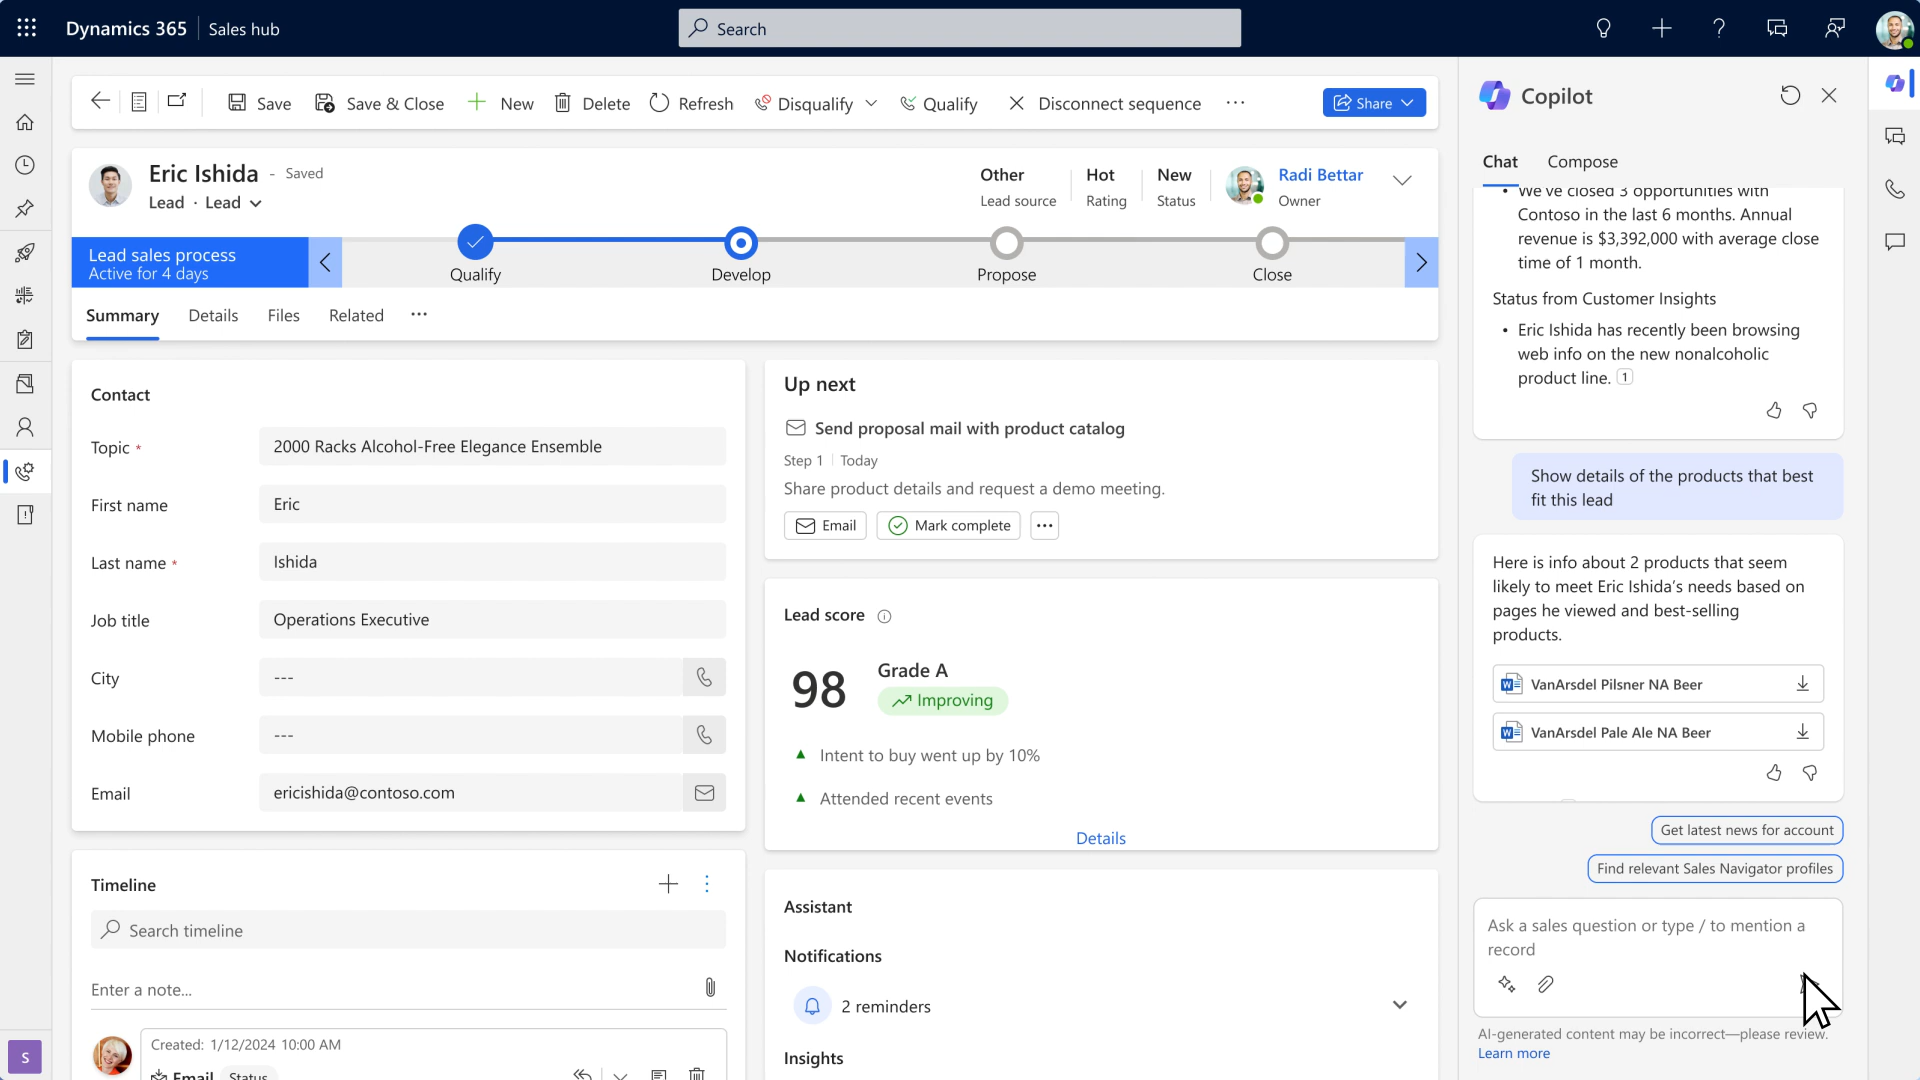 Dynamics 365
Sales hub
Search
Save
Save & Close
New
Delete
Refresh
Disqualify
Qualify
Disconnect sequence
Share
Eric Ishida - Saved
Lead · Lead
Other
Lead source
Hot
Rating
New
Status
Radi Bettar
Owner
Lead sales process
Active for 4 days
Qualify
Develop
Propose
Close
Summary
Details
Files
Related
Contact
Topic *
2000 Racks Alcohol-Free Elegance Ensemble
First name
Eric
Last name *
Ishida
Job title
Operations Executive
City
---
Mobile phone
---
Email
ericishida@contoso.com
Timeline
Search timeline
Enter a note...
Created: 1/12/2024 10:00 AM
Email
Status
S
Up next
Send proposal mail with product catalog
Step 1
Today
Share product details and request a demo meeting.
Email
Mark complete
Lead score
98
Grade A
Improving
Intent to buy went up by 10%
Attended recent events
Details
Assistant
Notifications
2 reminders
Insights
Copilot
Chat
Compose
• We've closed 3 opportunities with
Contoso in the last 6 months. Annual
revenue is $3,392,000 with average close
time of 1 month.
Status from Customer Insights
• Eric Ishida has recently been browsing
web info on the new nonalcoholic
product line. 1
Show details of the products that best
fit this lead
Here is info about 2 products that seem
likely to meet Eric Ishida's needs based on
pages he viewed and best-selling
products.
VanArsdel Pilsner NA Beer
VanArsdel Pale Ale NA Beer
Get latest news for account
Find relevant Sales Navigator profiles
Ask a sales question or type / to mention a
record
AI-generated content may be incorrect—please review.
Learn more